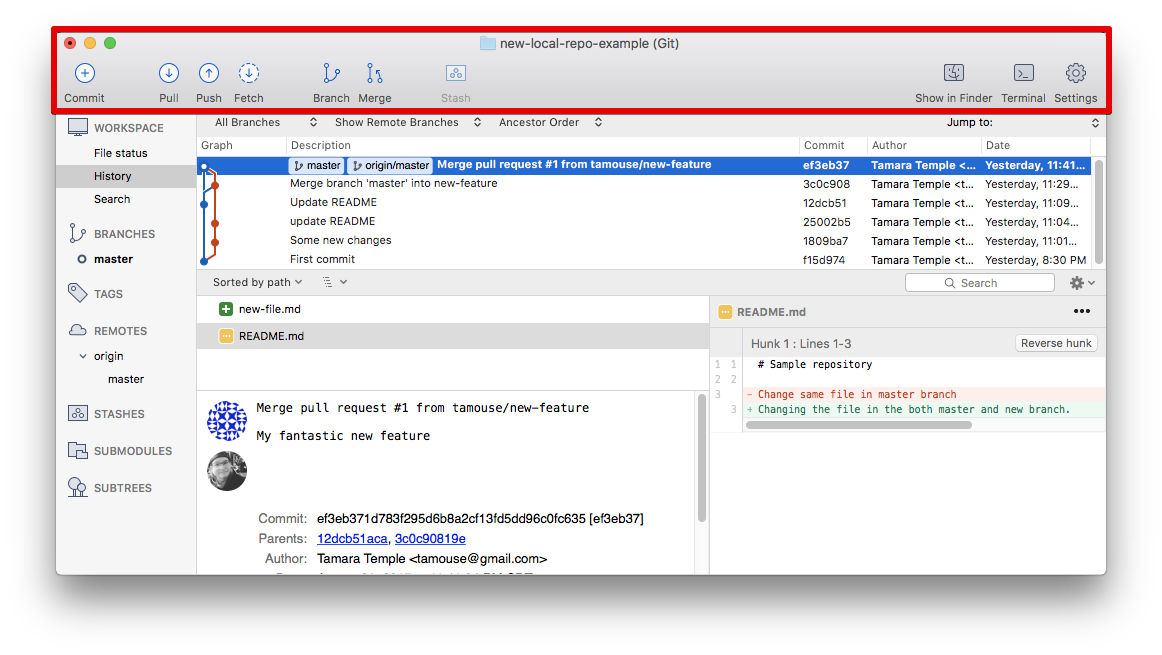 new-local-repo-example (Git)
Commit Pull Push Fetch Branch Merge Stash Show in Finder Terminal Settings
All Branches Show Remote Branches Ancestor Order Jump to:
WORKSPACE
File status
History
Search
BRANCHES
master
TAGS
REMOTES
origin
master
STASHES
SUBMODULES
SUBTREES
Graph Description Commit Author Date
master origin/master Merge pull request #1 from tamouse/new-feature ef3eb37 Tamara Temple <... Yesterday, 11:41...
Merge branch 'master' into new-feature 3c0c908 Tamara Temple <t... Yesterday, 11:29...
Update README 12dcb51 Tamara Temple <t... Yesterday, 11:09...
update README 25002b5 Tamara Temple <t... Yesterday, 11:04...
Some new changes 1809ba7 Tamara Temple <t... Yesterday, 11:01...
First commit f15d974 Tamara Temple <t... Yesterday, 8:30 PM
Sorted by path Search
new-file.md
README.md
Merge pull request #1 from tamouse/new-feature
My fantastic new feature
Commit: ef3eb371d783f295d6b8a2cf13fd5dd96c0fc635 [ef3eb37]
Parents: 12dcb51aca, 3c0c90819e
Author: Tamara Temple <tamouse@gmail.com>
README.md
Hunk 1 : Lines 1-3 Reverse hunk
1 1 # Sample repository
2 2
3 - Change same file in master branch
3 + Changing the file in the both master and new branch.